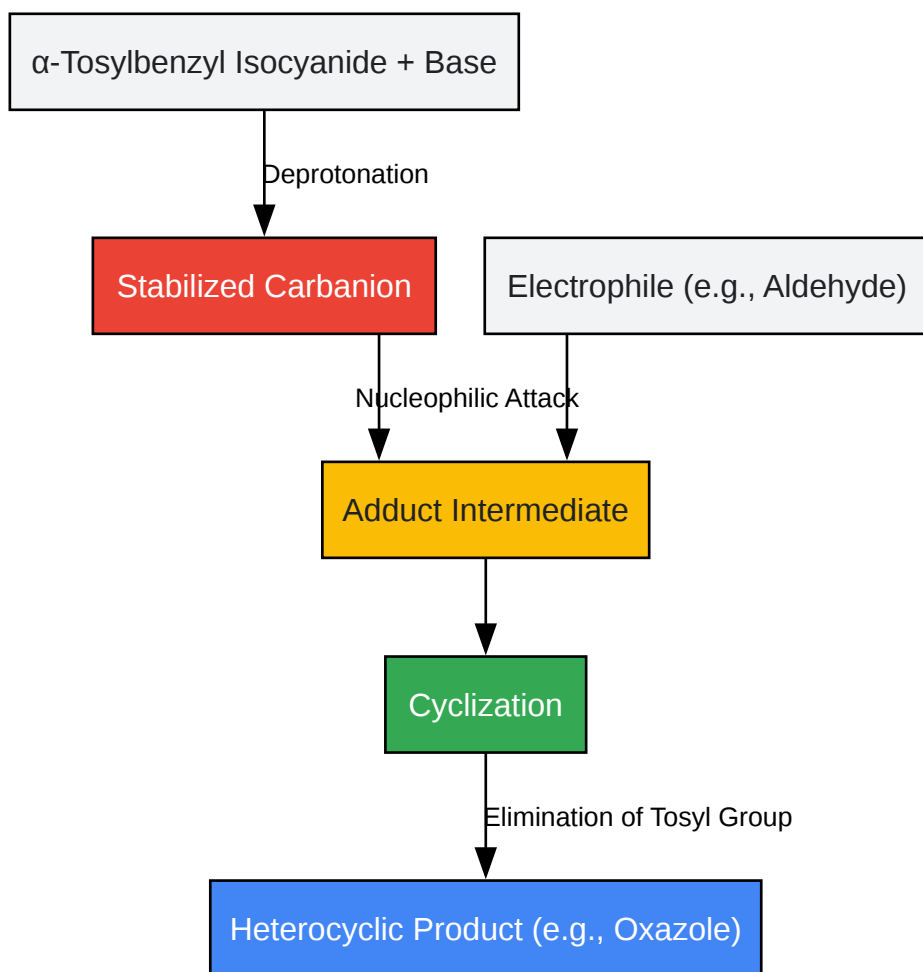 α-Tosylbenzyl Isocyanide + Base
Deprotonation
Stabilized Carbanion
Electrophile (e.g., Aldehyde)
Nucleophilic Attack
Adduct Intermediate
Cyclization
Elimination of Tosyl Group
Heterocyclic Product (e.g., Oxazole)